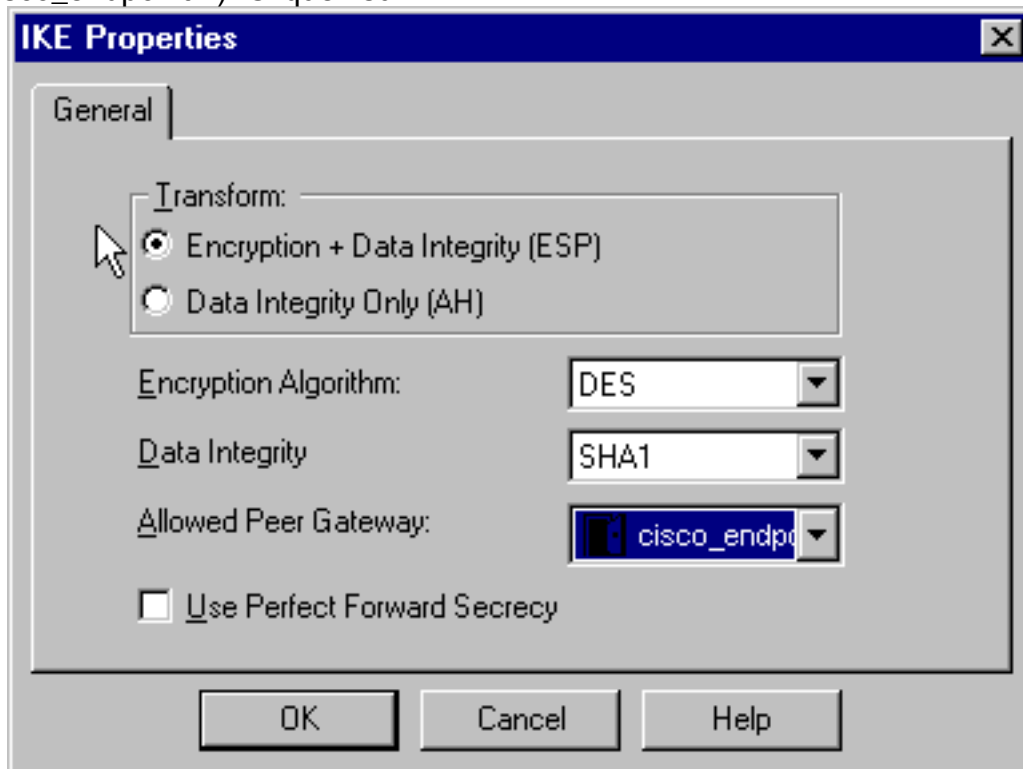 IKE Properties
General
Transform:
Encryption + Data Integrity (ESP)
Data Integrity Only (AH)
Encryption Algorithm: DES
Data Integrity SHA1
Allowed Peer Gateway: cisco_endpo
Use Perfect Forward Secrecy
OK Cancel Help